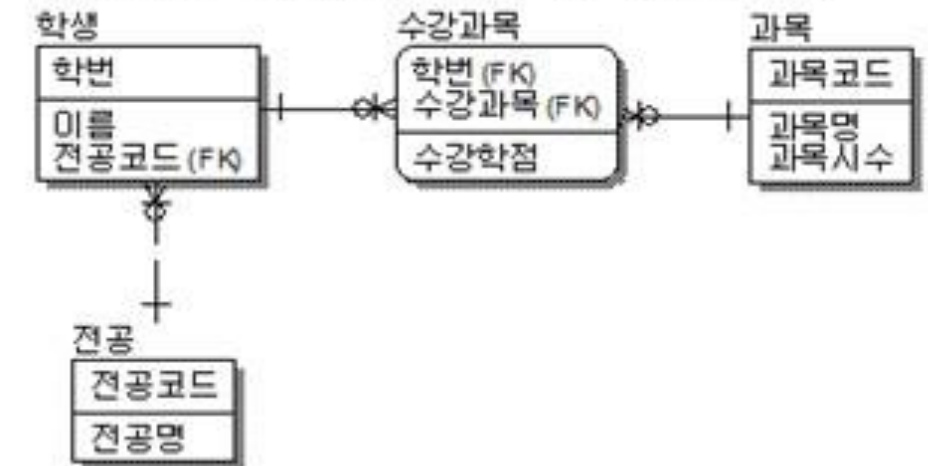 학생
학번
이름
전공코드(FK)
수강과목
학번(FK)
수강과목(FK)
수강학점
과목
과목코드
과목명
과목시수
전공
전공코드
전공명